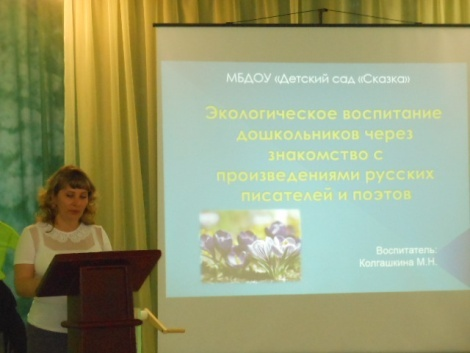 МБДОУ «Детский сад «Сказка»
Экологическое воспитание
дошкольников через
знакомство с
произведениями русских
писателей и поэтов
Воспитатель:
Колгашкина М.Н.